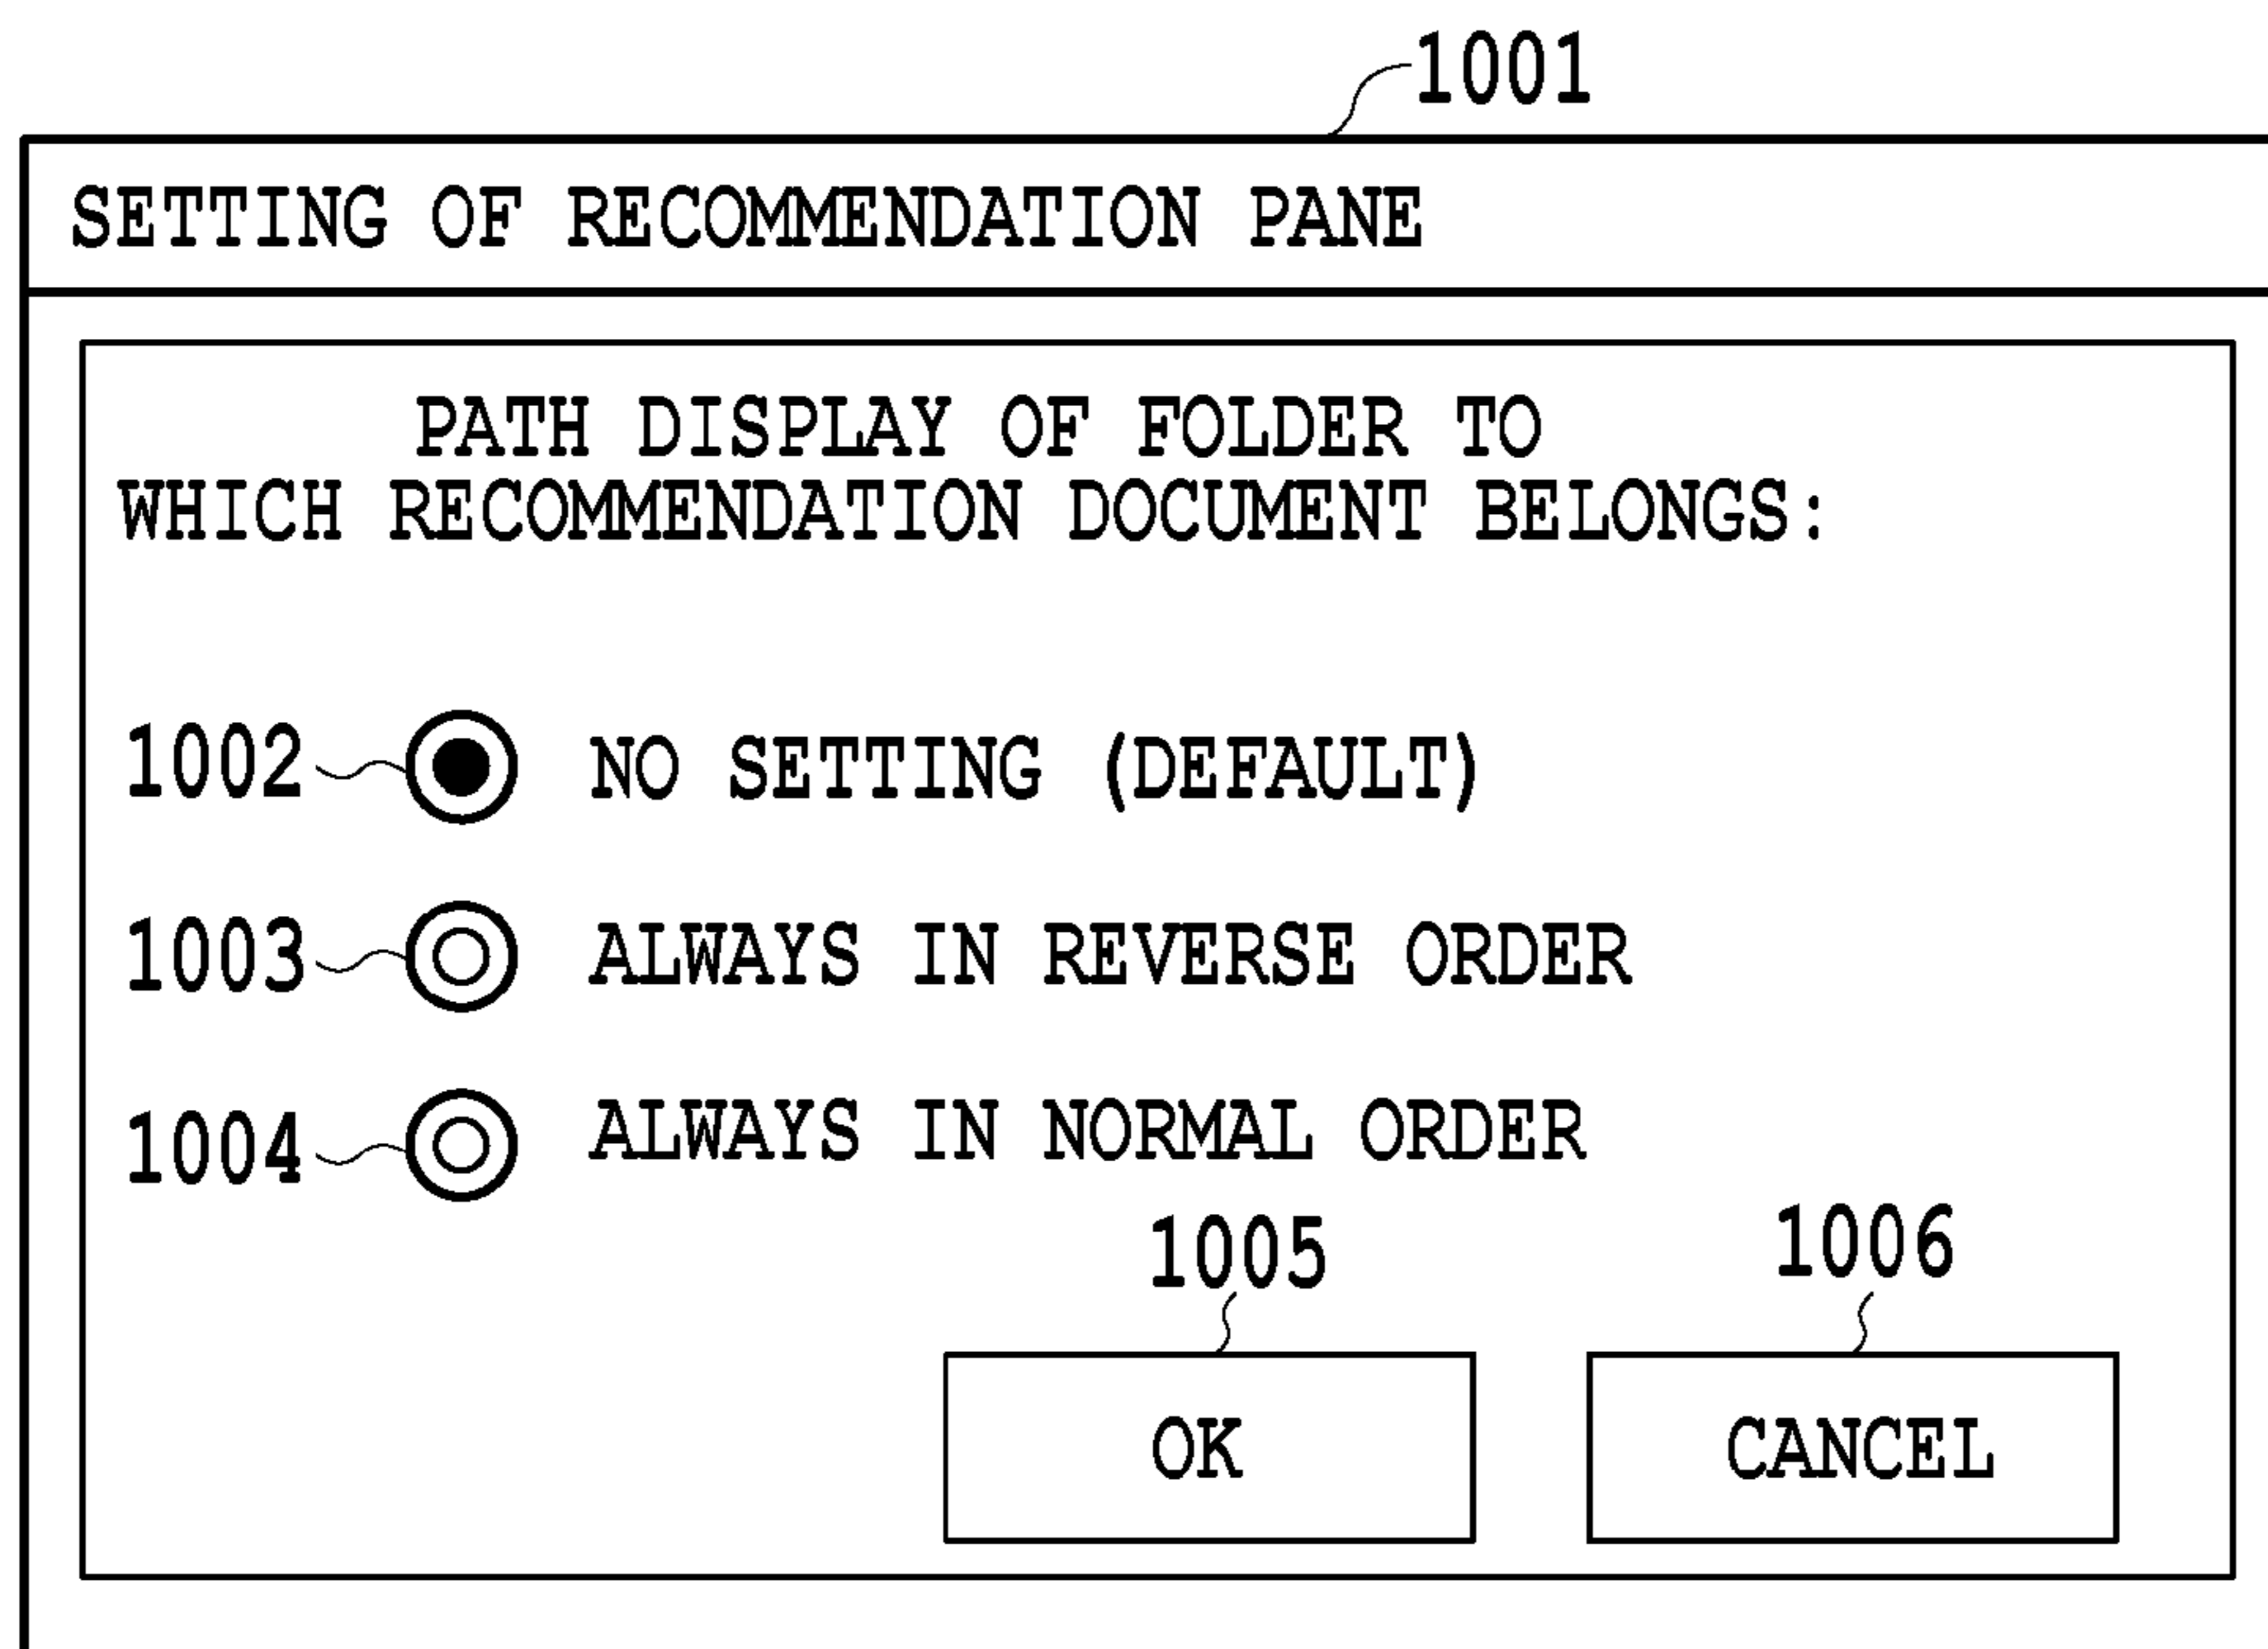 1001
SETTING OF RECOMMENDATION PANE
PATH DISPLAY OF FOLDER TO
WHICH RECOMMENDATION DOCUMENT BELONGS:
1002 NO SETTING (DEFAULT)
1003 ALWAYS IN REVERSE ORDER
1004 ALWAYS IN NORMAL ORDER
1005 1006
OK CANCEL